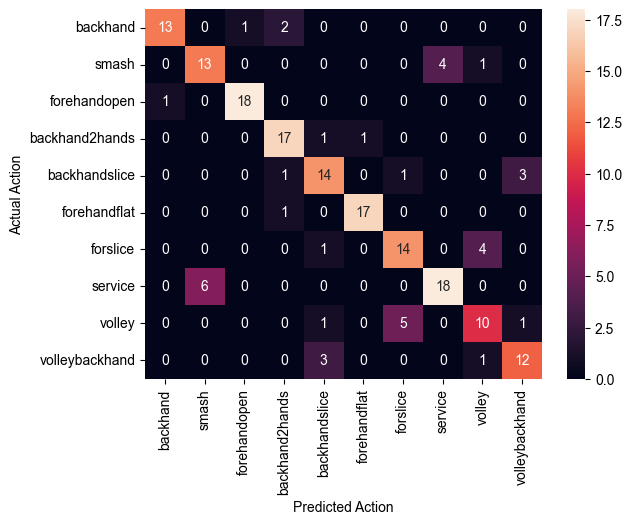 backhand 13 0 1 2 0 0 0 0 0 0
smash 0 13 0 0 0 0 0 4 1 0
forehandopen 1 0 18 0 0 0 0 0 0 0
backhand2hands 0 0 0 17 1 1 0 0 0 0
backhandslice 0 0 0 1 14 0 1 0 0 3
forehandflat 0 0 0 1 0 17 0 0 0 0
forslice 0 0 0 0 1 0 14 0 4 0
service 0 6 0 0 0 0 0 18 0 0
volley 0 0 0 0 1 0 5 0 10 1
volleybackhand 0 0 0 0 3 0 0 0 1 12
Actual Action
backhand
smash
forehandopen
backhand2hands
backhandslice
forehandflat
forslice
service
volley
volleybackhand
Predicted Action
17.5
15.0
12.5
10.0
7.5
5.0
2.5
0.0